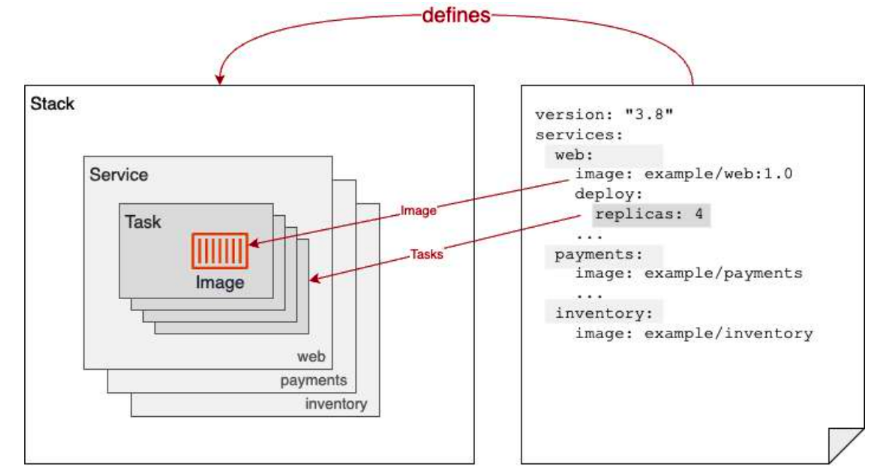 defines
Stack
Service
Task
Image
web
payments
inventory
Image
Tasks
version: "3.8"
services:
  web:
    image: example/web:1.0
    deploy:
      replicas: 4
    ...
  payments:
    image: example/payments
    ...
  inventory:
    image: example/inventory